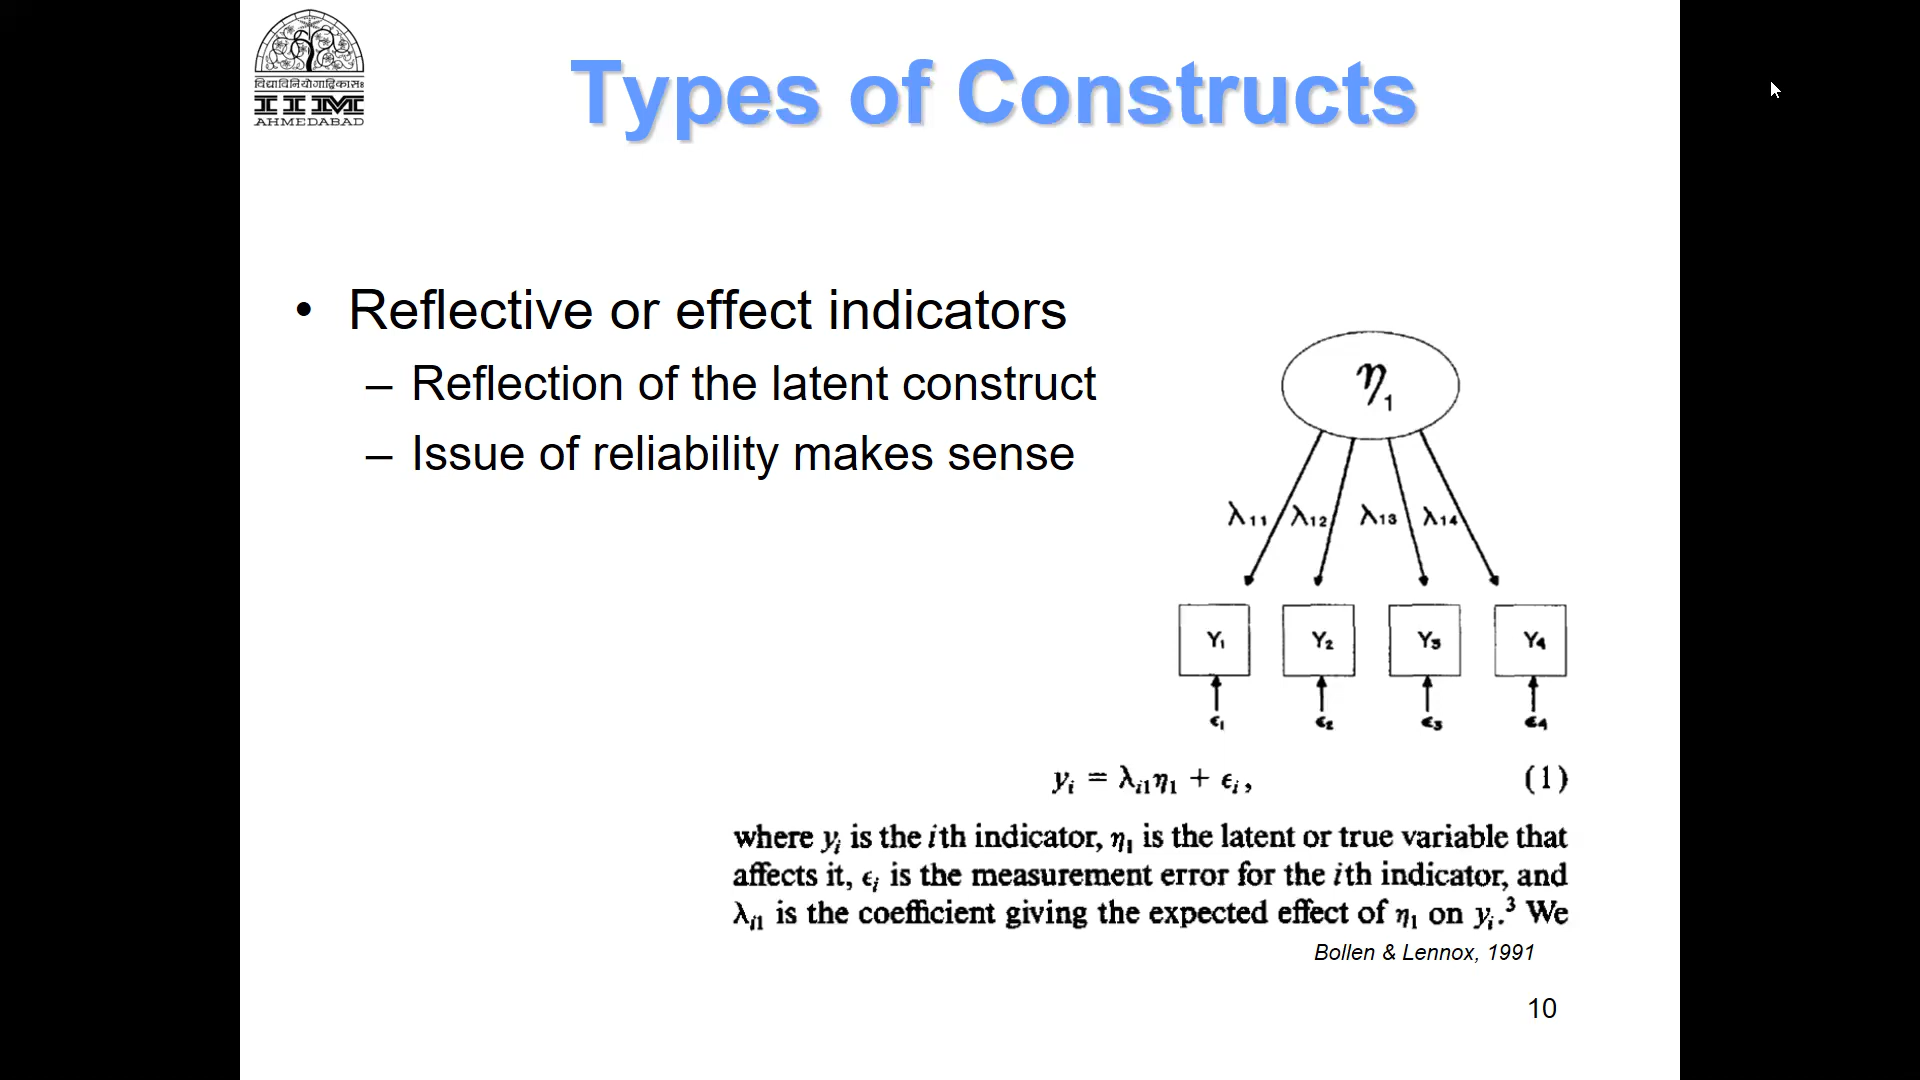 विद्याविनियोगाद्विकासः
IIM
AHMEDABAD
Types of Constructs
• Reflective or effect indicators
– Reflection of the latent construct
– Issue of reliability makes sense
η₁
λ₁₁ λ₁₂ λ₁₃ λ₁₄
Y₁ Y₂ Y₃ Y₄
ϵ₁ ϵ₂ ϵ₃ ϵ₄
yᵢ = λᵢ₁η₁ + ϵᵢ, (1)
where yᵢ is the ith indicator, η₁ is the latent or true variable that
affects it, ϵᵢ is the measurement error for the ith indicator, and
λᵢ₁ is the coefficient giving the expected effect of η₁ on yᵢ.³ We
Bollen & Lennox, 1991
10